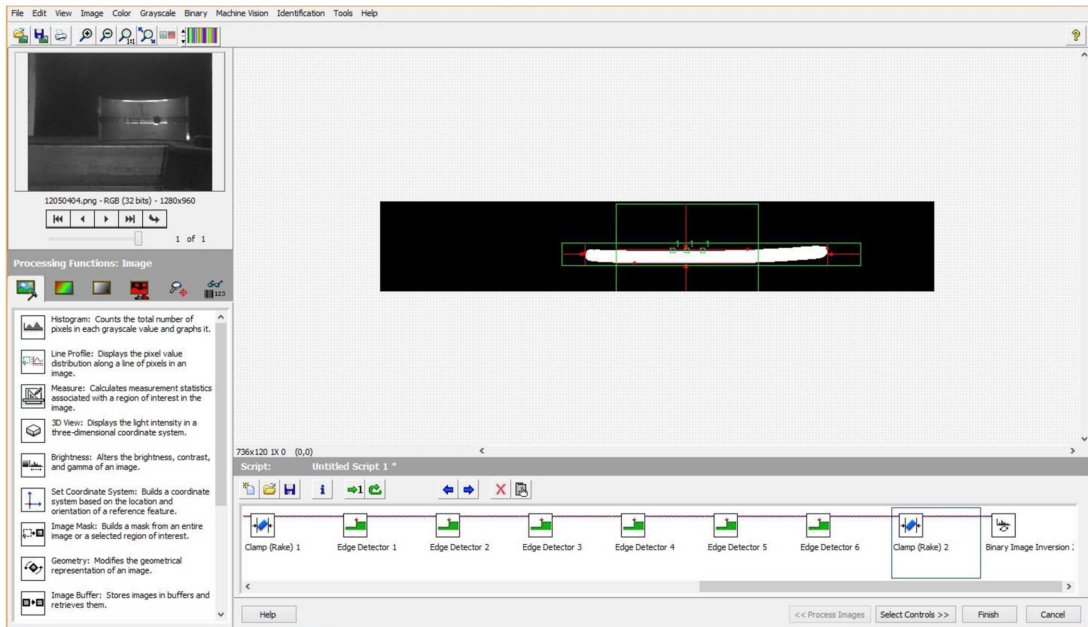 File Edit View Image Color Grayscale Binary Machine Vision Identification Tools Help
12050404.png - RGB (32 bits) - 1280x960
1 of 1
Processing Functions: Image
Histogram: Counts the total number of
pixels in each grayscale value and graphs it.
Line Profile: Displays the pixel value
distribution along a line of pixels in an
image.
Measure: Calculates measurement statistics
associated with a region of interest in the
image.
3D View: Displays the light intensity in a
three-dimensional coordinate system.
Brightness: Alters the brightness, contrast,
and gamma of an image.
Set Coordinate System: Builds a coordinate
system based on the location and
orientation of a reference feature.
Image Mask: Builds a mask from an entire
image or a selected region of interest.
Geometry: Modifies the geometrical
representation of an image.
Image Buffer: Stores images in buffers and
retrieves them.
1 1 1
736x120 1X 0 (0,0)
Script: Untitled Script 1 *
Clamp (Rake) 1 Edge Detector 1 Edge Detector 2 Edge Detector 3 Edge Detector 4 Edge Detector 5 Edge Detector 6 Clamp (Rake) 2 Binary Image Inversion
Help << Process Images Select Controls >> Finish Cancel